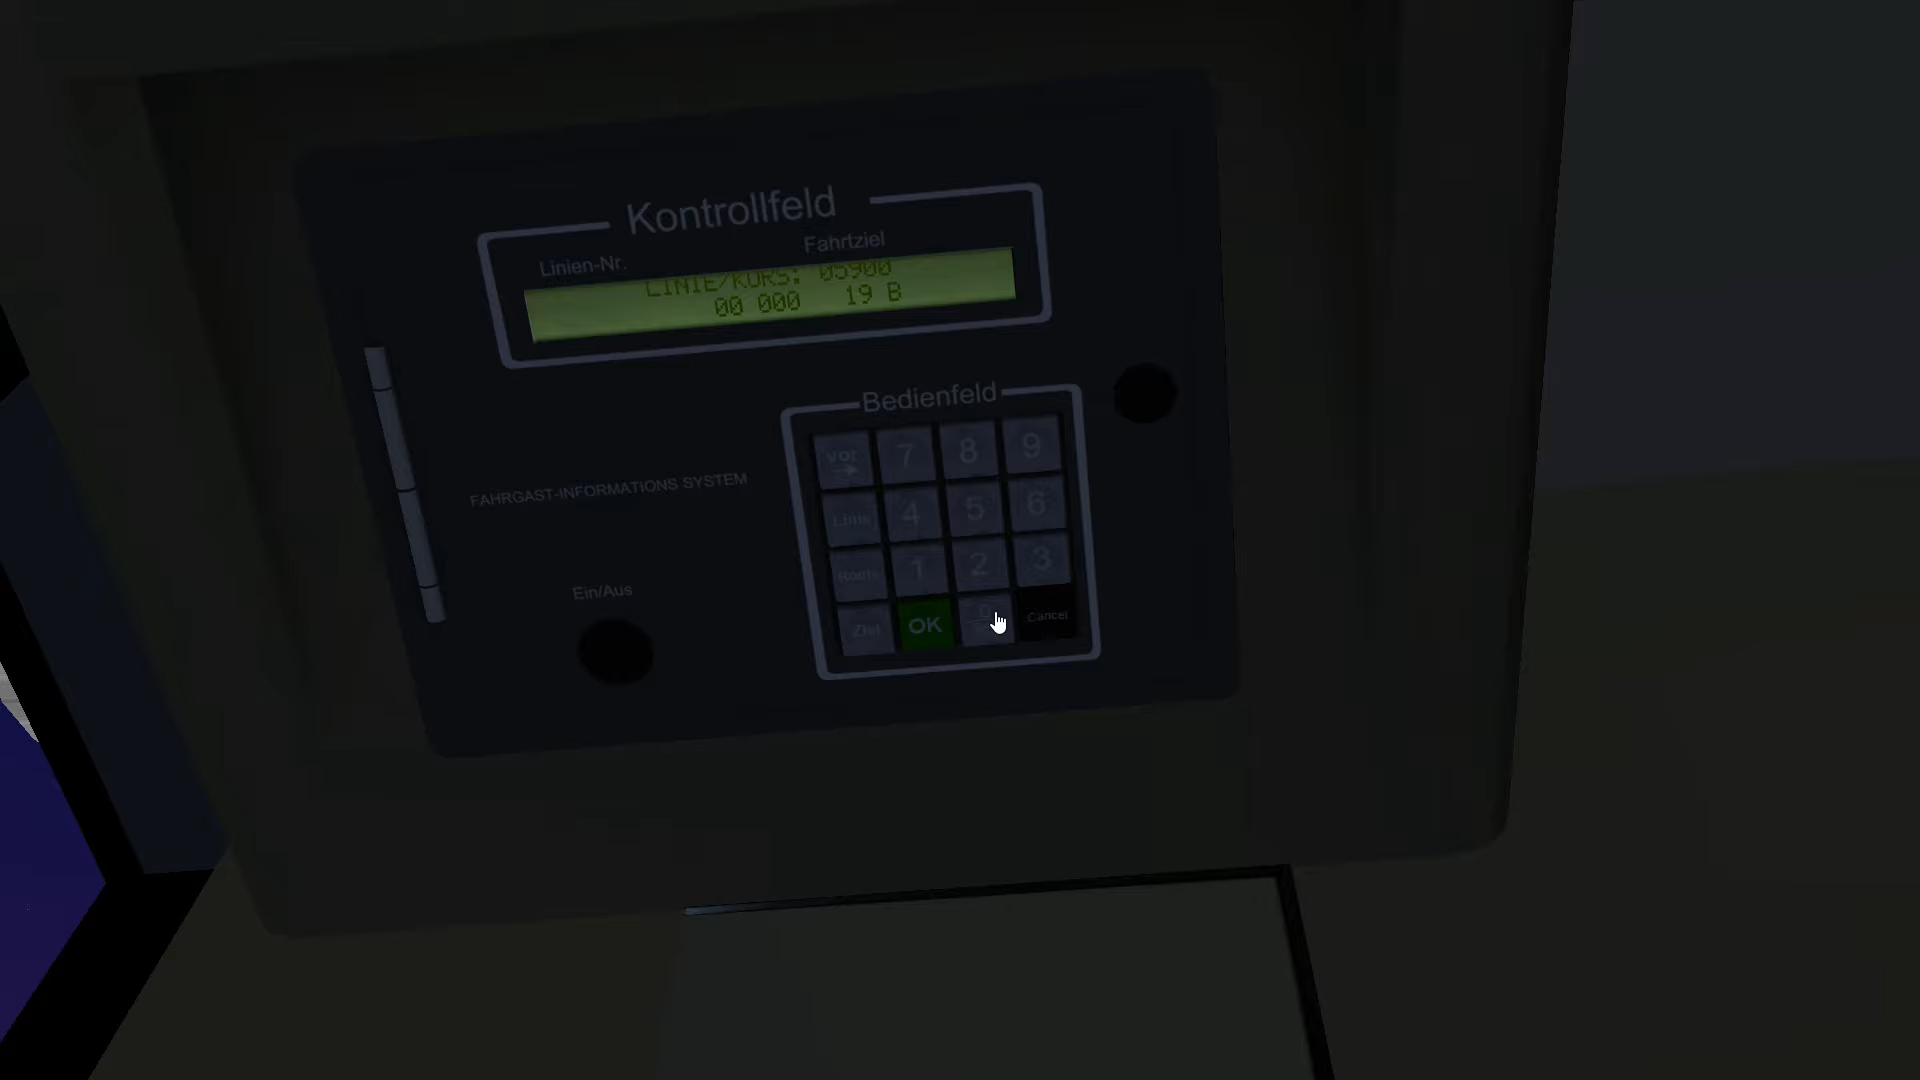 Kontrollfeld
Linien-Nr. Fahrtziel
LINIE/KURS: 05900
00 000 19 B
Bedienfeld
vor 7 8 9
Linie 4 5 6
Route 1 2 3
Ziel OK 0 Cancel
FAHRGAST-INFORMATIONS SYSTEM
Ein/Aus